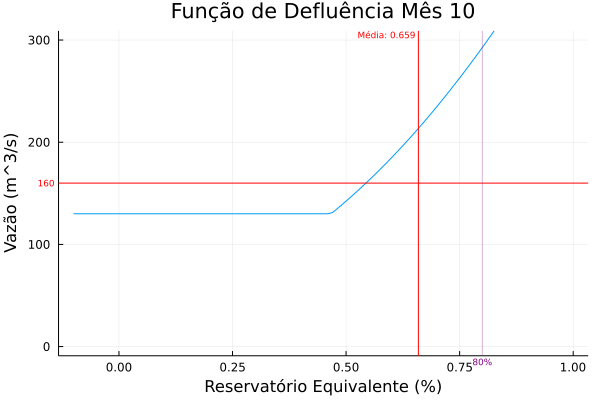 Função de Defluência Mês 10
Vazão (m^3/s)
300
200
160
100
0
Média: 0.659
80%
0.00
0.25
0.50
0.75
1.00
Reservatório Equivalente (%)